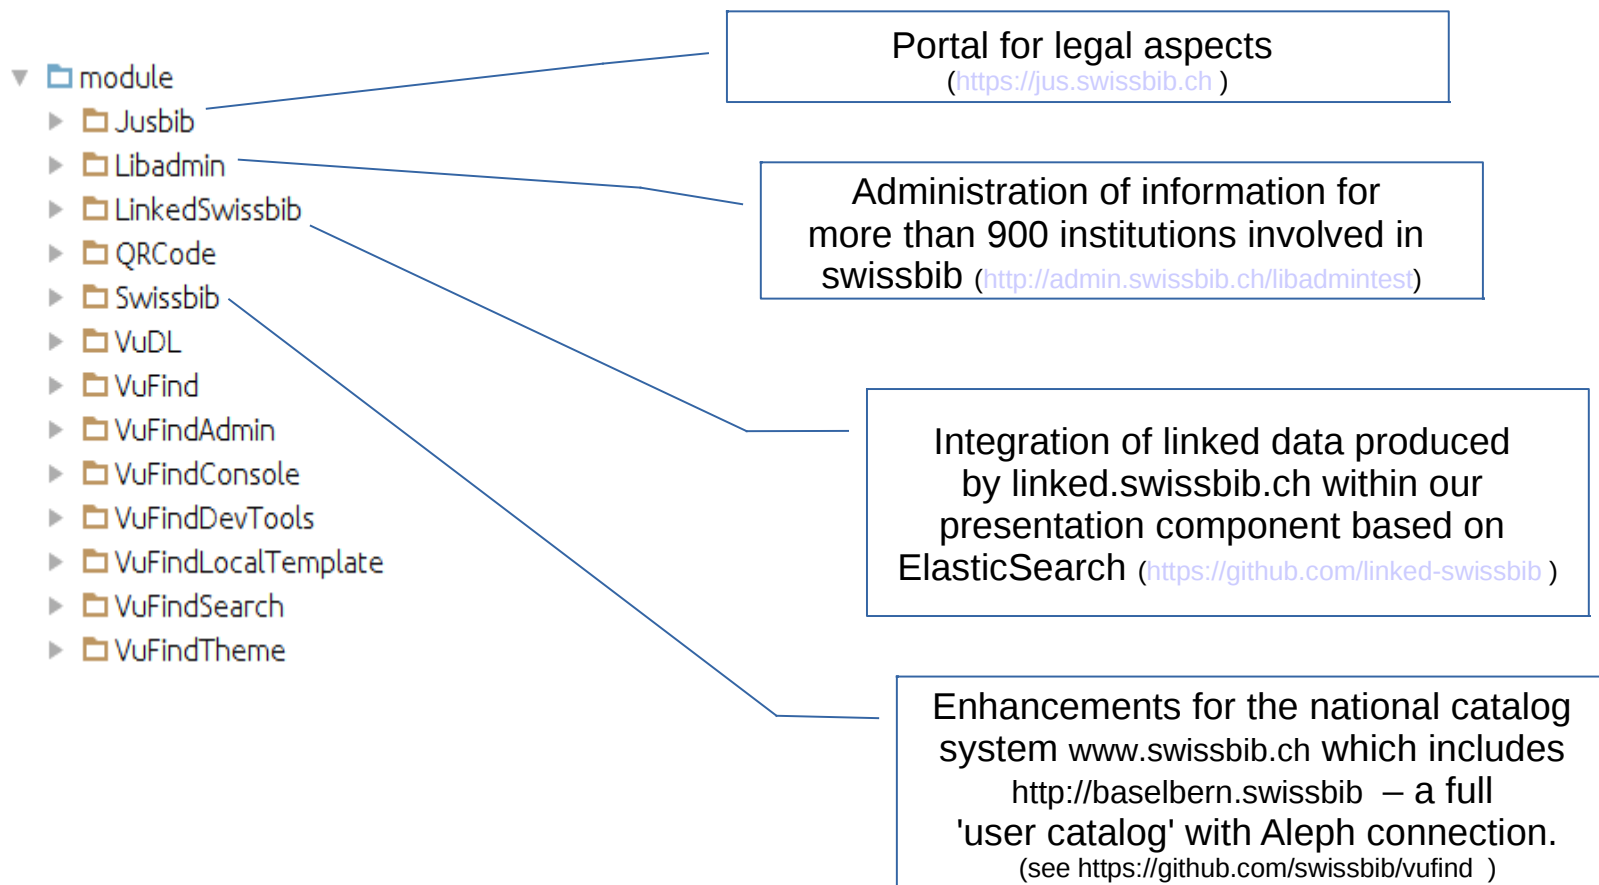 module
Jusbib
Libadmin
LinkedSwissbib
QRCode
Swissbib
VuDL
VuFind
VuFindAdmin
VuFindConsole
VuFindDevTools
VuFindLocalTemplate
VuFindSearch
VuFindTheme
Portal for legal aspects
(https://jus.swissbib.ch )
Administration of information for
more than 900 institutions involved in
swissbib (http://admin.swissbib.ch/libadmintest)
Integration of linked data produced
by linked.swissbib.ch within our
presentation component based on
ElasticSearch (https://github.com/linked-swissbib )
Enhancements for the national catalog
system www.swissbib.ch which includes
http://baselbern.swissbib – a full
'user catalog' with Aleph connection.
(see https://github.com/swissbib/vufind )